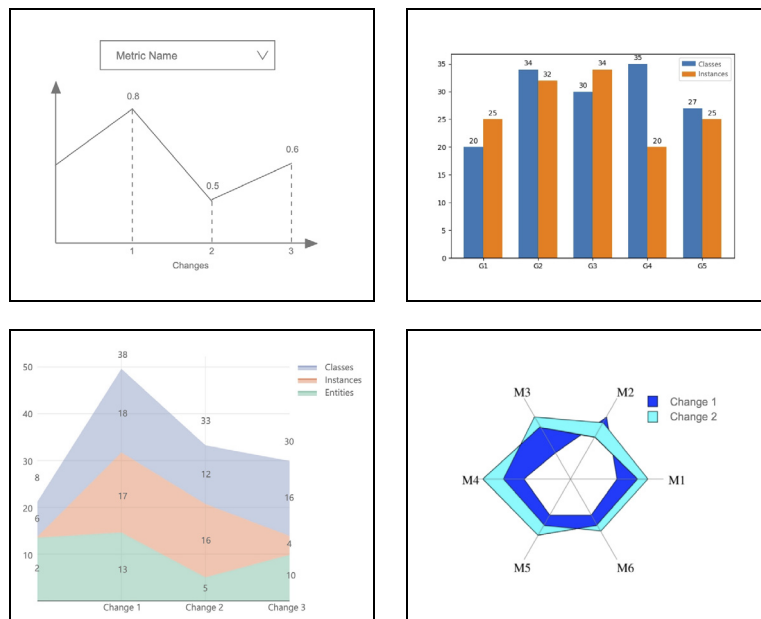 Metric Name
0.8
0.5
0.6
1 2 3
Changes
Classes
Instances
35
30
25
20
15
10
5
0
20 25 34 32 30 34 35 20 27 25
G1 G2 G3 G4 G5
50
40
30
20
10
38
33
30
8
18
12
16
6
17
16
4
2
13
5
10
Change 1 Change 2 Change 3
Classes
Instances
Entities
M3 M2
M4 M1
M5 M6
Change 1
Change 2